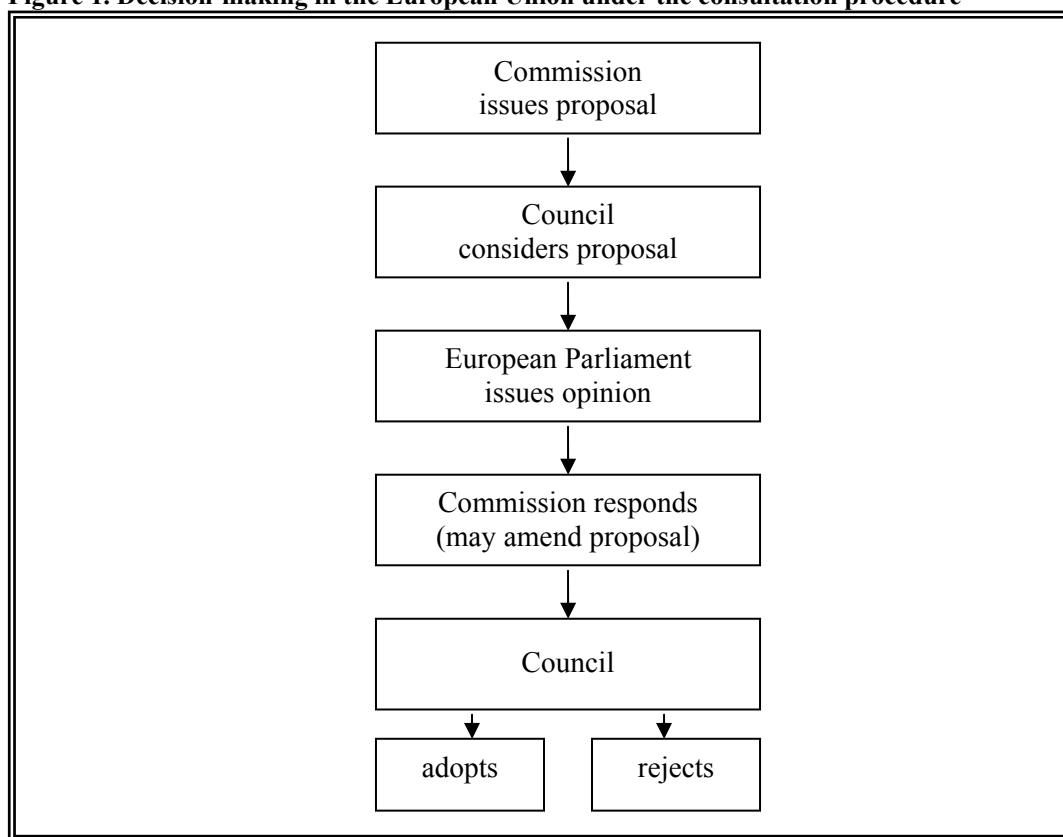 Figure 1. Decision-making in the European Union under the consultation procedure
Commission
issues proposal
Council
considers proposal
European Parliament
issues opinion
Commission responds
(may amend proposal)
Council
adopts
rejects